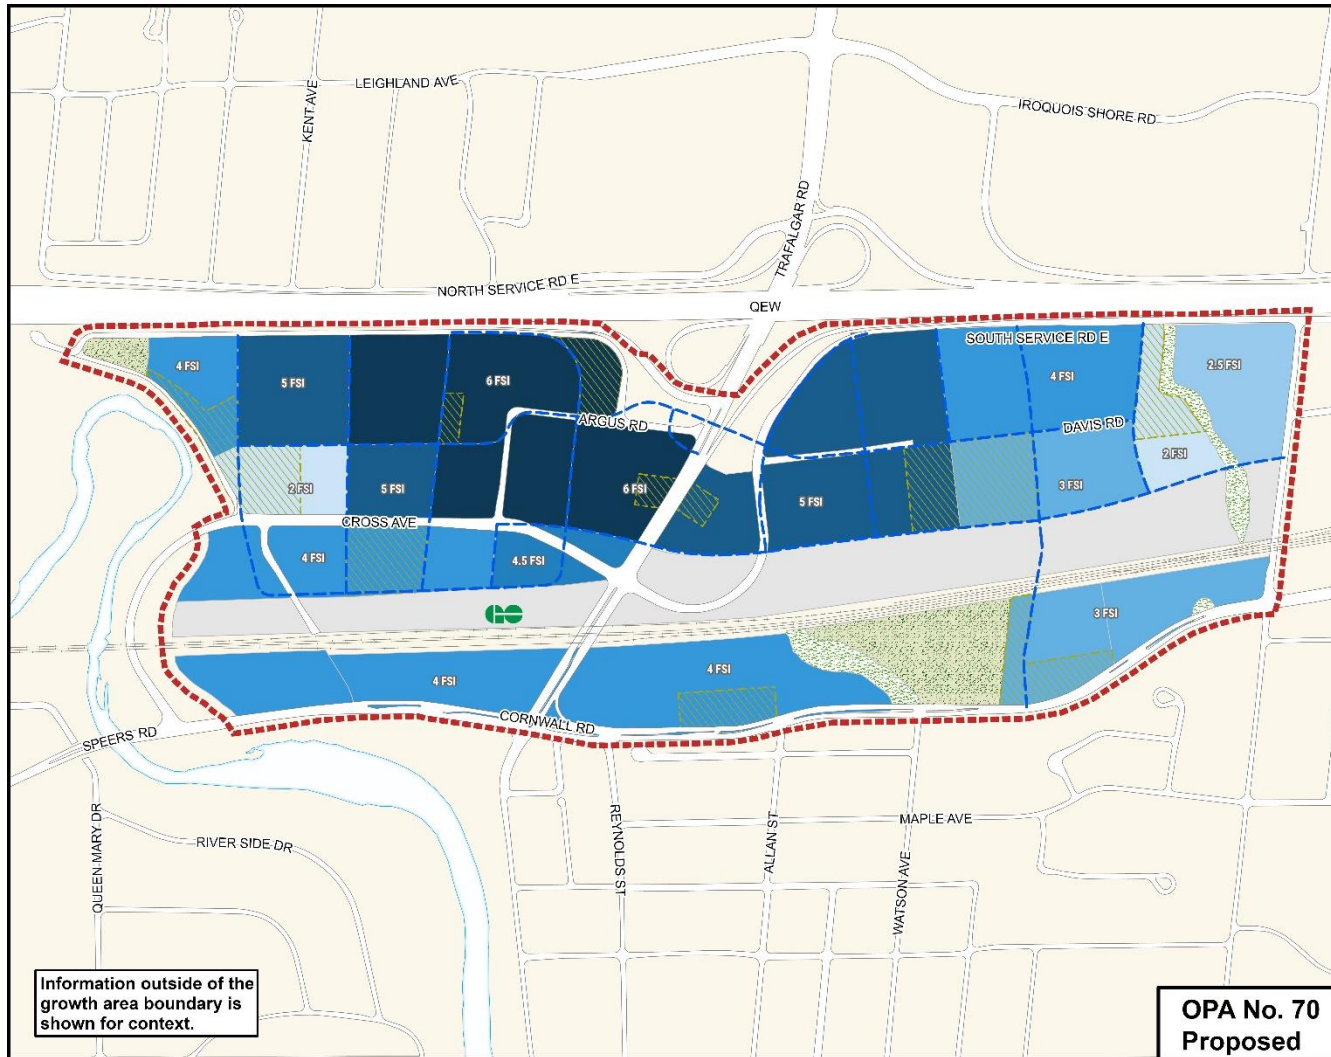 LEIGHLAND AVE
KENT AVE
IROQUOIS SHORE RD
TRAFALGAR RD
NORTH SERVICE RD E
QEW
SOUTH SERVICE RD E
4 FSI
5 FSI
6 FSI
4 FSI
2.5 FSI
ARGUS RD
DAVIS RD
2 FSI
5 FSI
6 FSI
5 FSI
3 FSI
2 FSI
CROSS AVE
4 FSI
4.5 FSI
GO
3 FSI
4 FSI
4 FSI
CORNWALL RD
SPEERS RD
QUEEN MARY DR
RIVER SIDE DR
REYNOLDS ST
ALLAN ST
MAPLE AVE
WATSON AVE
Information outside of the
growth area boundary is
shown for context.
OPA No. 70
Proposed